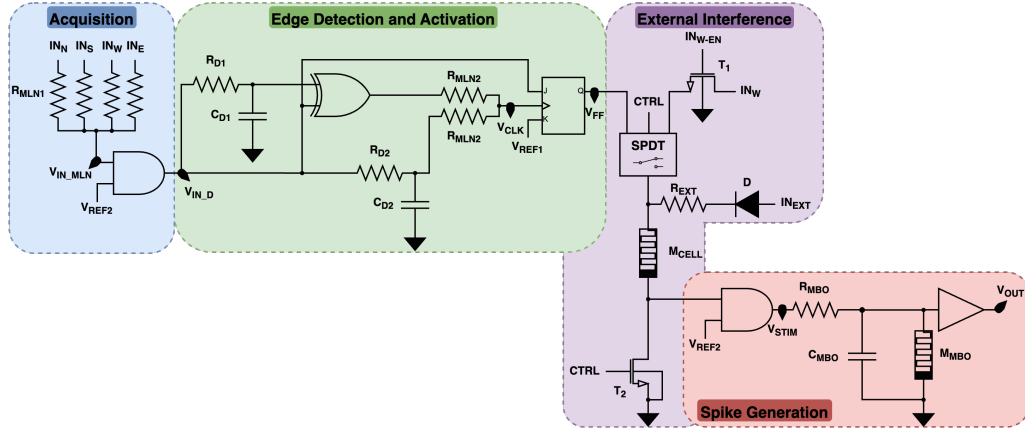 Acquisition
Edge Detection and Activation
External Interference
IN_N IN_S IN_W IN_E
R_MLN1
V_IN_MLN
V_REF2
V_IN_D
R_D1
C_D1
R_D2
C_D2
R_MLN2
R_MLN2
V_CLK
V_REF1
J
K
Q
V_FF
IN_W-EN
T_1
IN_W
CTRL
SPDT
R_EXT
D
IN_EXT
M_CELL
CTRL
T_2
V_REF2
V_STIM
R_MBO
C_MBO
M_MBO
V_OUT
Spike Generation